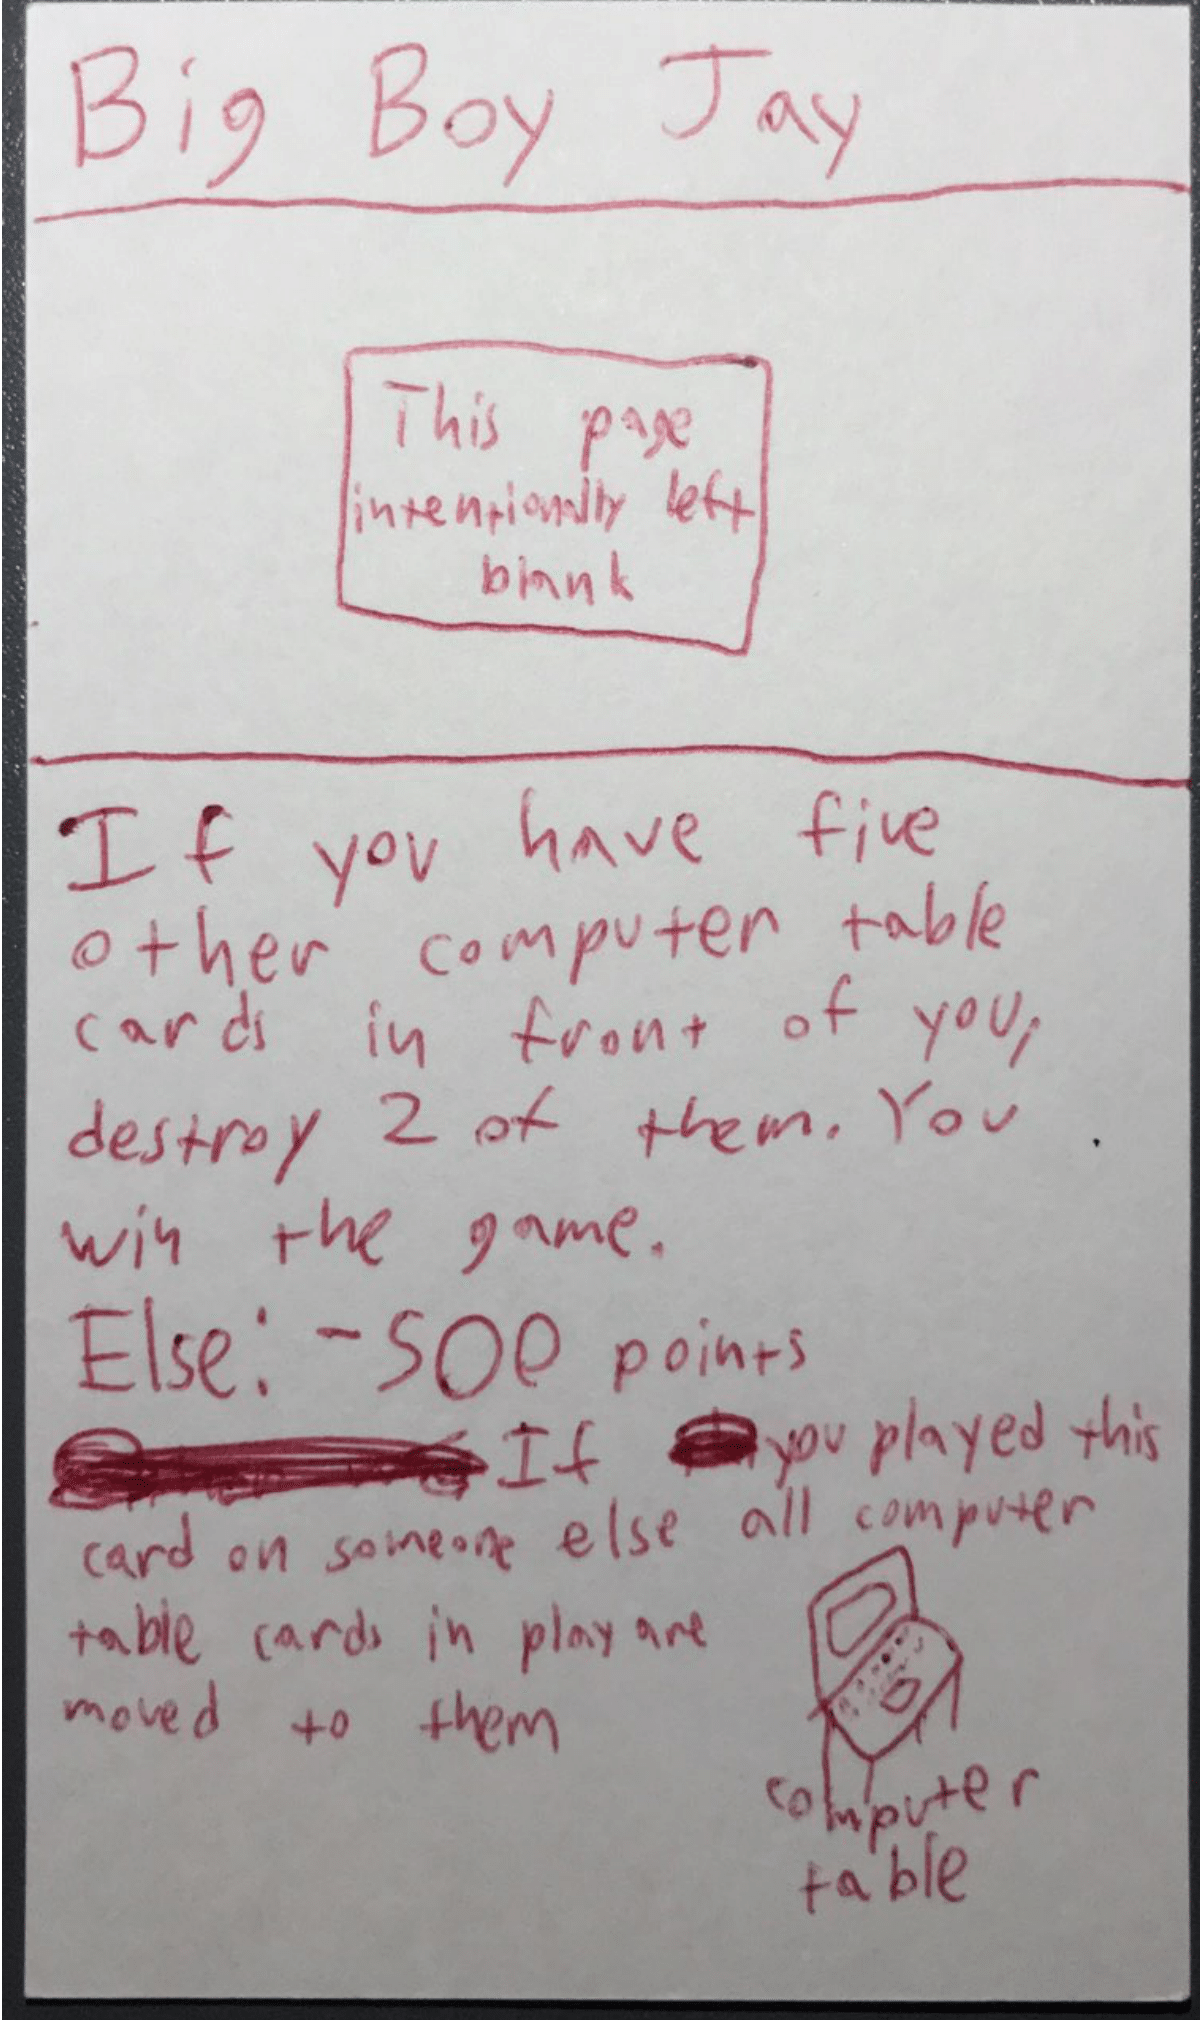 Big Boy Jay
This page
intentionally left
blank
If you have five
other computer table
cards in front of you,
destroy 2 of them. You
win the game.
Else: -500 points
If you played this
card on someone else all computer
table cards in play are
moved to them
computer
table